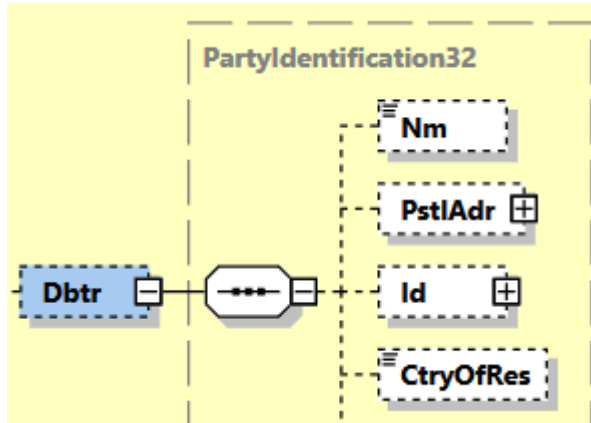 PartyIdentification32
Nm
PstlAdr
Dbtr
Id
CtryOfRes